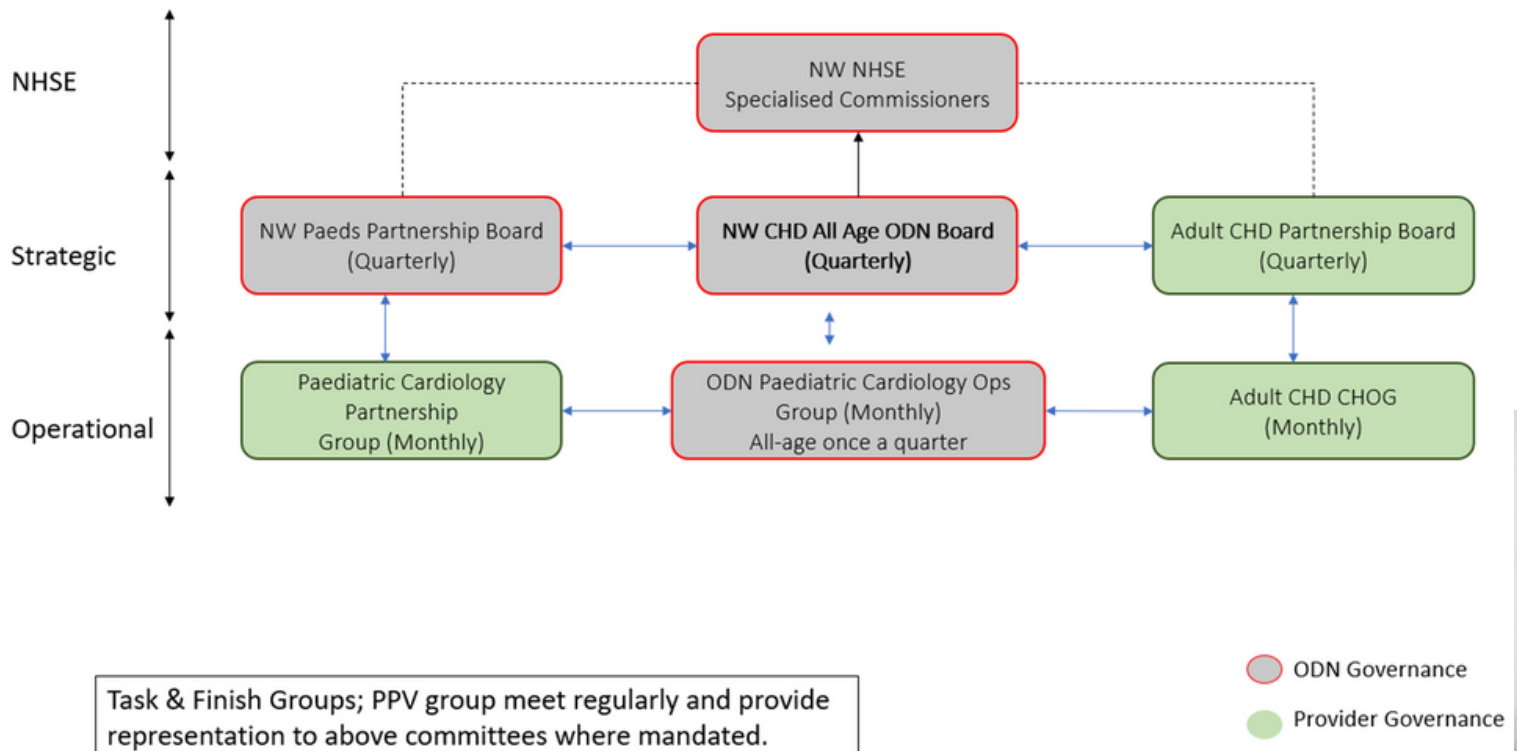 NHSE
NW NHSE
Specialised Commissioners
Strategic
NW Paeds Partnership Board
(Quarterly)
NW CHD All Age ODN Board
(Quarterly)
Adult CHD Partnership Board
(Quarterly)
Operational
Paediatric Cardiology
Partnership
Group (Monthly)
ODN Paediatric Cardiology Ops
Group (Monthly)
All-age once a quarter
Adult CHD CHOG
(Monthly)
Task & Finish Groups; PPV group meet regularly and provide
representation to above committees where mandated.
ODN Governance
Provider Governance